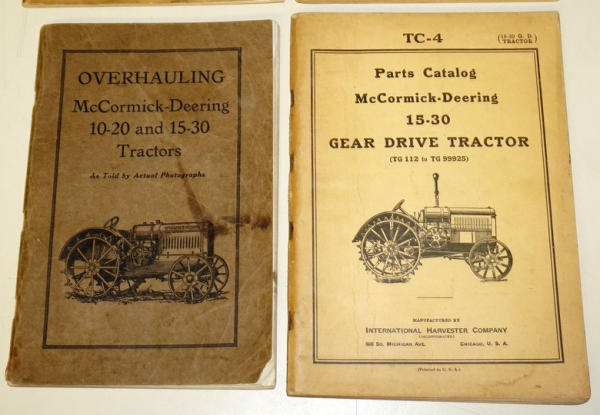 OVERHAULING
McCormick-Deering
10-20 and 15-30
Tractors
As Told by Actual Photographs
TC-4
(15-30 G. D.
TRACTOR)
Parts Catalog
McCormick-Deering
15-30
GEAR DRIVE TRACTOR
(TG 112 to TG 99925)
MANUFACTURED BY
INTERNATIONAL HARVESTER COMPANY
(INCORPORATED)
606 SO. MICHIGAN AVE. CHICAGO, U. S. A.
(Printed in U. S. A.)